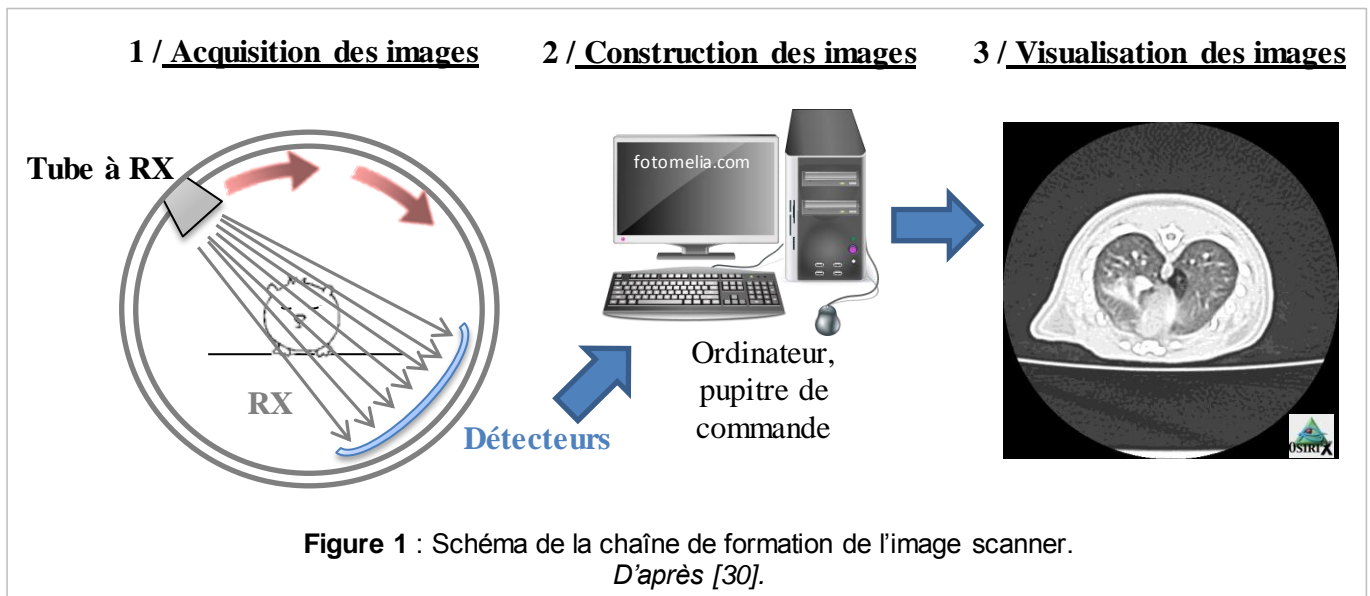 1 / Acquisition des images
2 / Construction des images
3 / Visualisation des images
Tube à RX
RX
Détecteurs
fotomelia.com
Ordinateur,
pupitre de
commande
OSIRIX
Figure 1 : Schéma de la chaîne de formation de l’image scanner.
D’après [30].